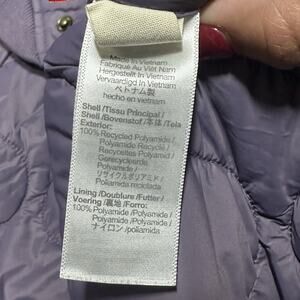 Made in Vietnam
Fabriqué Au Viêt Nam
Hergestellt In Vietnam
Vervaardigd In Vietnam
ベトナム製
hecho en vietnam
Shell /Tissu Principal /
Shell /Bovenstof /本体 /Tela
Exterior:
100% Recycled Polyamide /
Polyamide Recyclé /
Recyceltes Polyamid /
Gerecycleerde
Polyamide /
リサイクルポリアミド /
Poliamida reciclada
Lining /Doublure /Futter /
Voering /裏地 /Forro:
100% Polyamide /Polyamide /
Polyamid /Polyamide /
ナイロン /poliamida